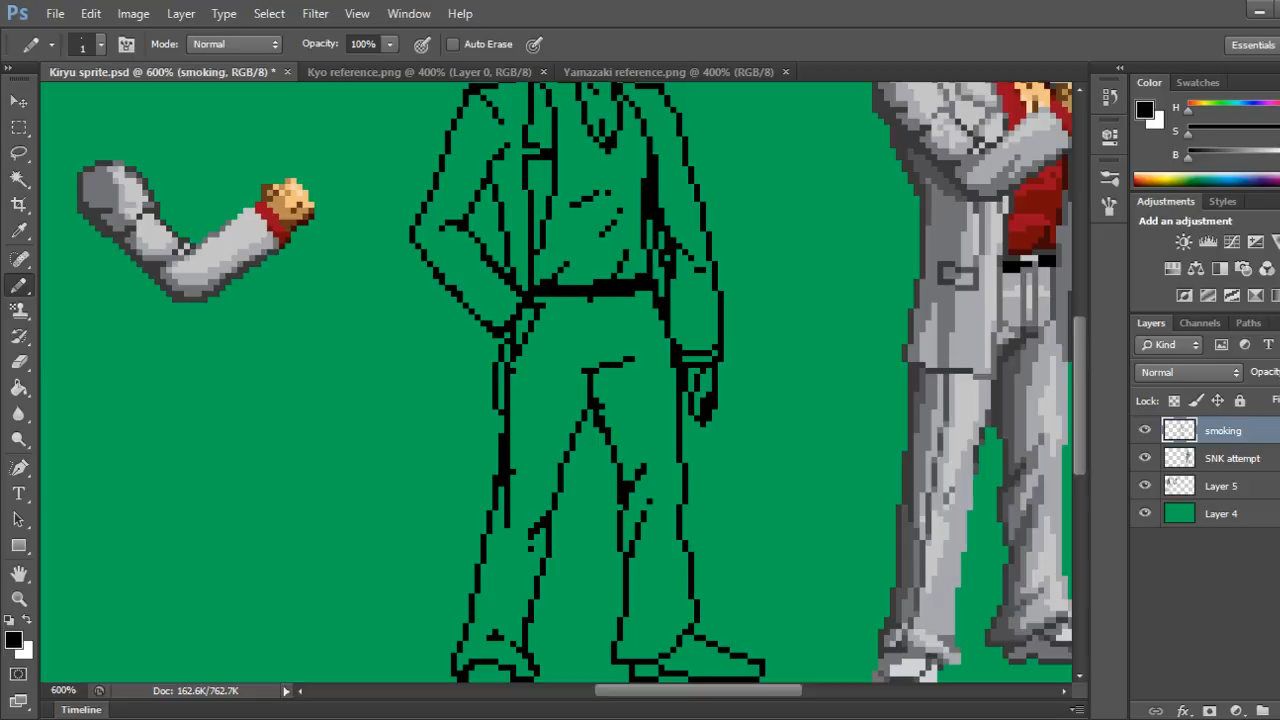 Ps File Edit Image Layer Type Select Filter View Window Help
1 Mode: Normal Opacity: 100% Auto Erase Essentials
Kiryu sprite.psd @ 600% (smoking, RGB/8) * × Kyo reference.png @ 400% (Layer 0, RGB/8) × Yamazaki reference.png @ 400% (RGB/8) ×
Color Swatches
H
S
B
Adjustments Styles
Add an adjustment
Layers Channels Paths
Kind
Normal Opacity
Lock:
smoking
SNK attempt
Layer 5
Layer 4
600% Doc: 162.6K/762.7K
Timeline